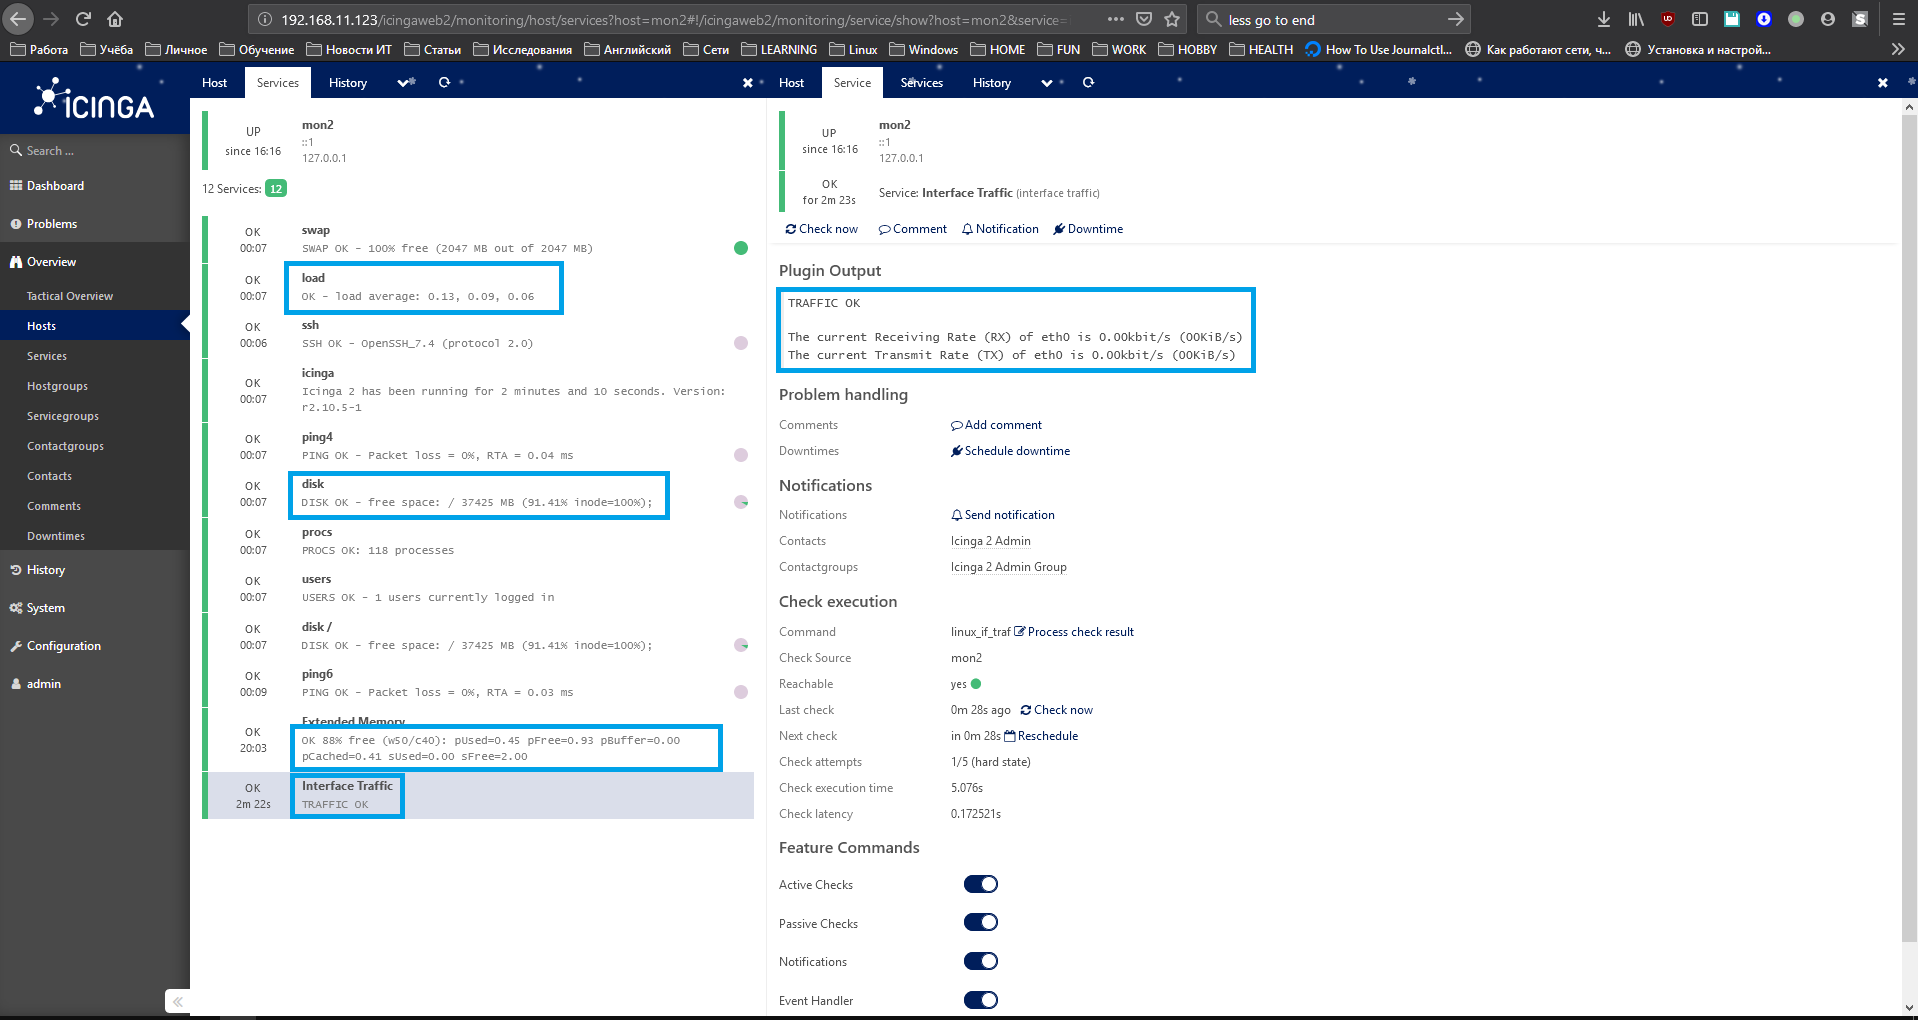 192.168.11.123/icingaweb2/monitoring/host/services?host=mon2#!/icingaweb2/monitoring/service/show?host=mon2&service=
less go to end
Работа Учёба Личное Обучение Новости ИТ Статьи Исследования Английский Сети LEARNING Linux Windows HOME FUN WORK HOBBY HEALTH How To Use Journalctl... Как работают сети, ч... Установка и настрой...
ICINGA
Search ...
Dashboard
Problems
Overview
Tactical Overview
Hosts
Services
Hostgroups
Servicegroups
Contactgroups
Contacts
Comments
Downtimes
History
System
Configuration
admin
Host Services History
UP
since 16:16
mon2
::1
127.0.0.1
12 Services: 12
OK
00:07
swap
SWAP OK - 100% free (2047 MB out of 2047 MB)
OK
00:07
load
OK - load average: 0.13, 0.09, 0.06
OK
00:06
ssh
SSH OK - OpenSSH_7.4 (protocol 2.0)
OK
00:07
icinga
Icinga 2 has been running for 2 minutes and 10 seconds. Version:
r2.10.5-1
OK
00:07
ping4
PING OK - Packet loss = 0%, RTA = 0.04 ms
OK
00:07
disk
DISK OK - free space: / 37425 MB (91.41% inode=100%);
OK
00:07
procs
PROCS OK: 118 processes
OK
00:07
users
USERS OK - 1 users currently logged in
OK
00:07
disk /
DISK OK - free space: / 37425 MB (91.41% inode=100%);
OK
00:09
ping6
PING OK - Packet loss = 0%, RTA = 0.03 ms
OK
20:03
Extended Memory
OK 88% free (w50/c40): pUsed=0.45 pFree=0.93 pBuffer=0.00
pCached=0.41 sUsed=0.00 sFree=2.00
OK
2m 22s
Interface Traffic
TRAFFIC OK
Host Service Services History
UP
since 16:16
mon2
::1
127.0.0.1
OK
for 2m 23s
Service: Interface Traffic (interface traffic)
Check now Comment Notification Downtime
Plugin Output
TRAFFIC OK
The current Receiving Rate (RX) of eth0 is 0.00kbit/s (00KiB/s)
The current Transmit Rate (TX) of eth0 is 0.00kbit/s (00KiB/s)
Problem handling
Comments Add comment
Downtimes Schedule downtime
Notifications
Notifications Send notification
Contacts Icinga 2 Admin
Contactgroups Icinga 2 Admin Group
Check execution
Command linux_if_traf Process check result
Check Source mon2
Reachable yes
Last check 0m 28s ago Check now
Next check in 0m 28s Reschedule
Check attempts 1/5 (hard state)
Check execution time 5.076s
Check latency 0.172521s
Feature Commands
Active Checks
Passive Checks
Notifications
Event Handler